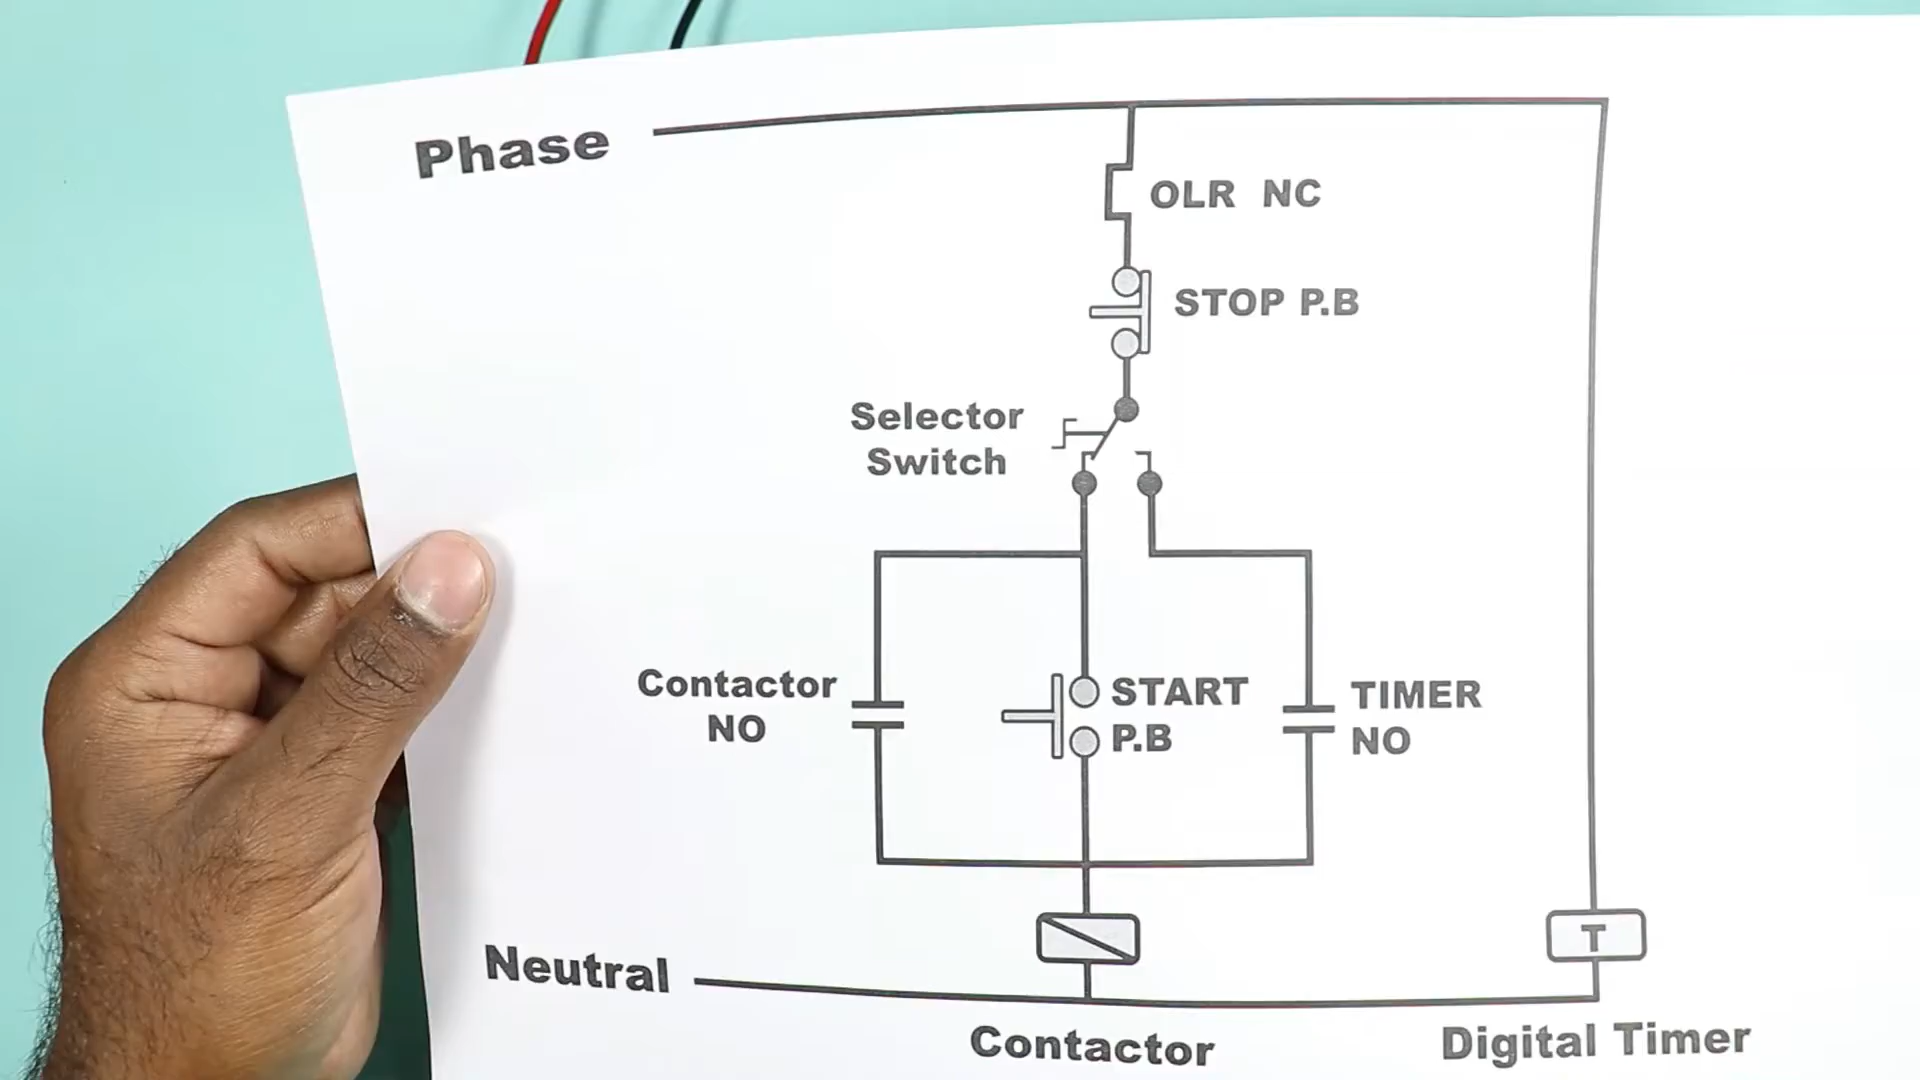 Phase
OLR NC
STOP P.B
Selector
Switch
Contactor
NO
START
P.B
TIMER
NO
T
Neutral
Contactor
Digital Timer